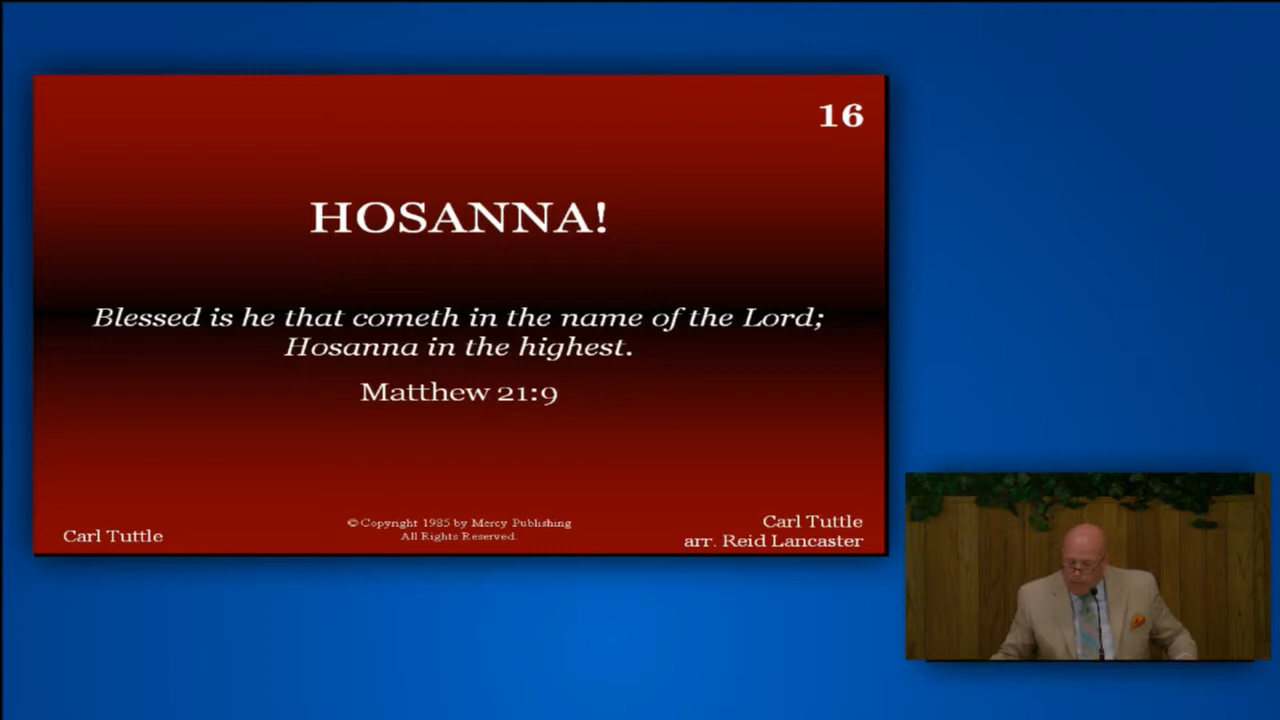 16
HOSANNA!
Blessed is he that cometh in the name of the Lord;
Hosanna in the highest.
Matthew 21:9
Carl Tuttle
© Copyright 1985 by Mercy Publishing
All Rights Reserved.
Carl Tuttle
arr. Reid Lancaster